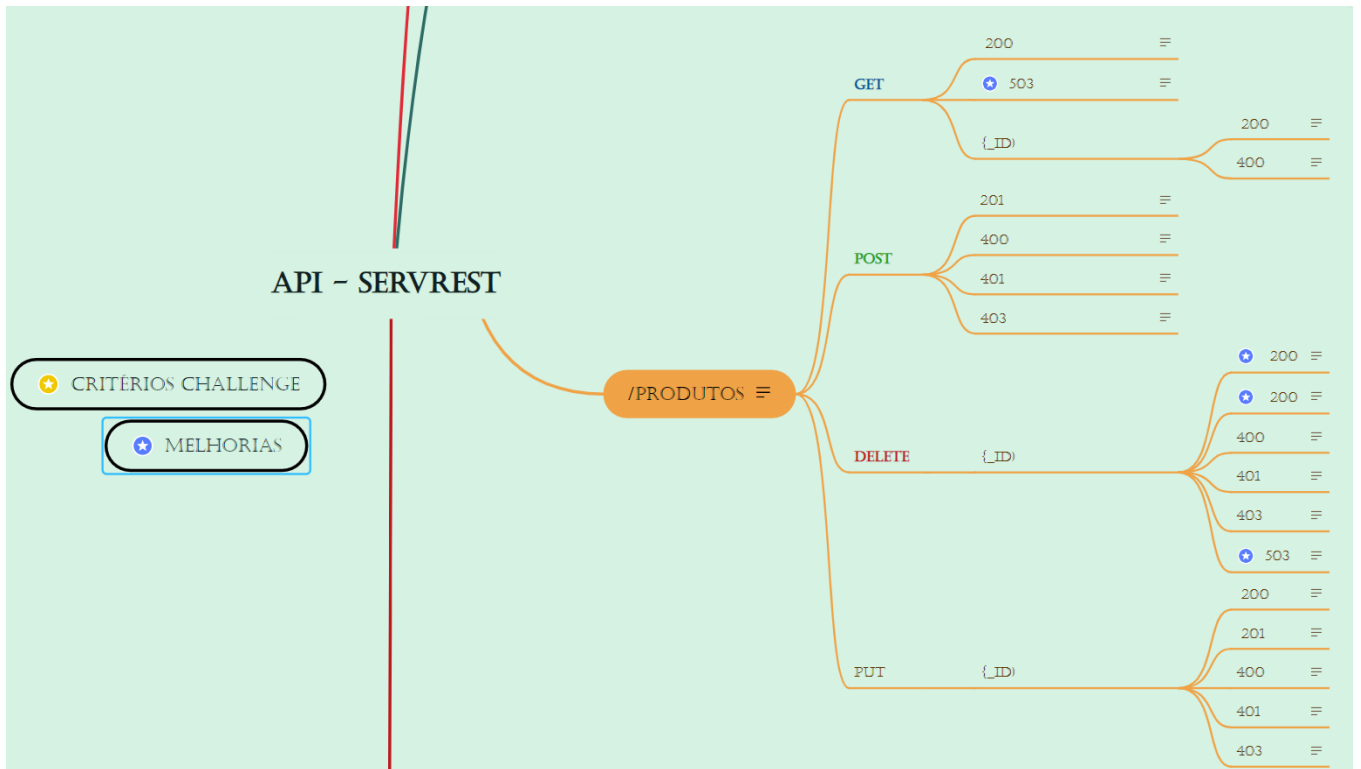 API - SERVREST
CRITÉRIOS CHALLENGE
MELHORIAS
/PRODUTOS
GET
200
503
{_ID)
200
400
POST
201
400
401
403
DELETE
{_ID)
200
200
400
401
403
503
PUT
{_ID)
200
201
400
401
403